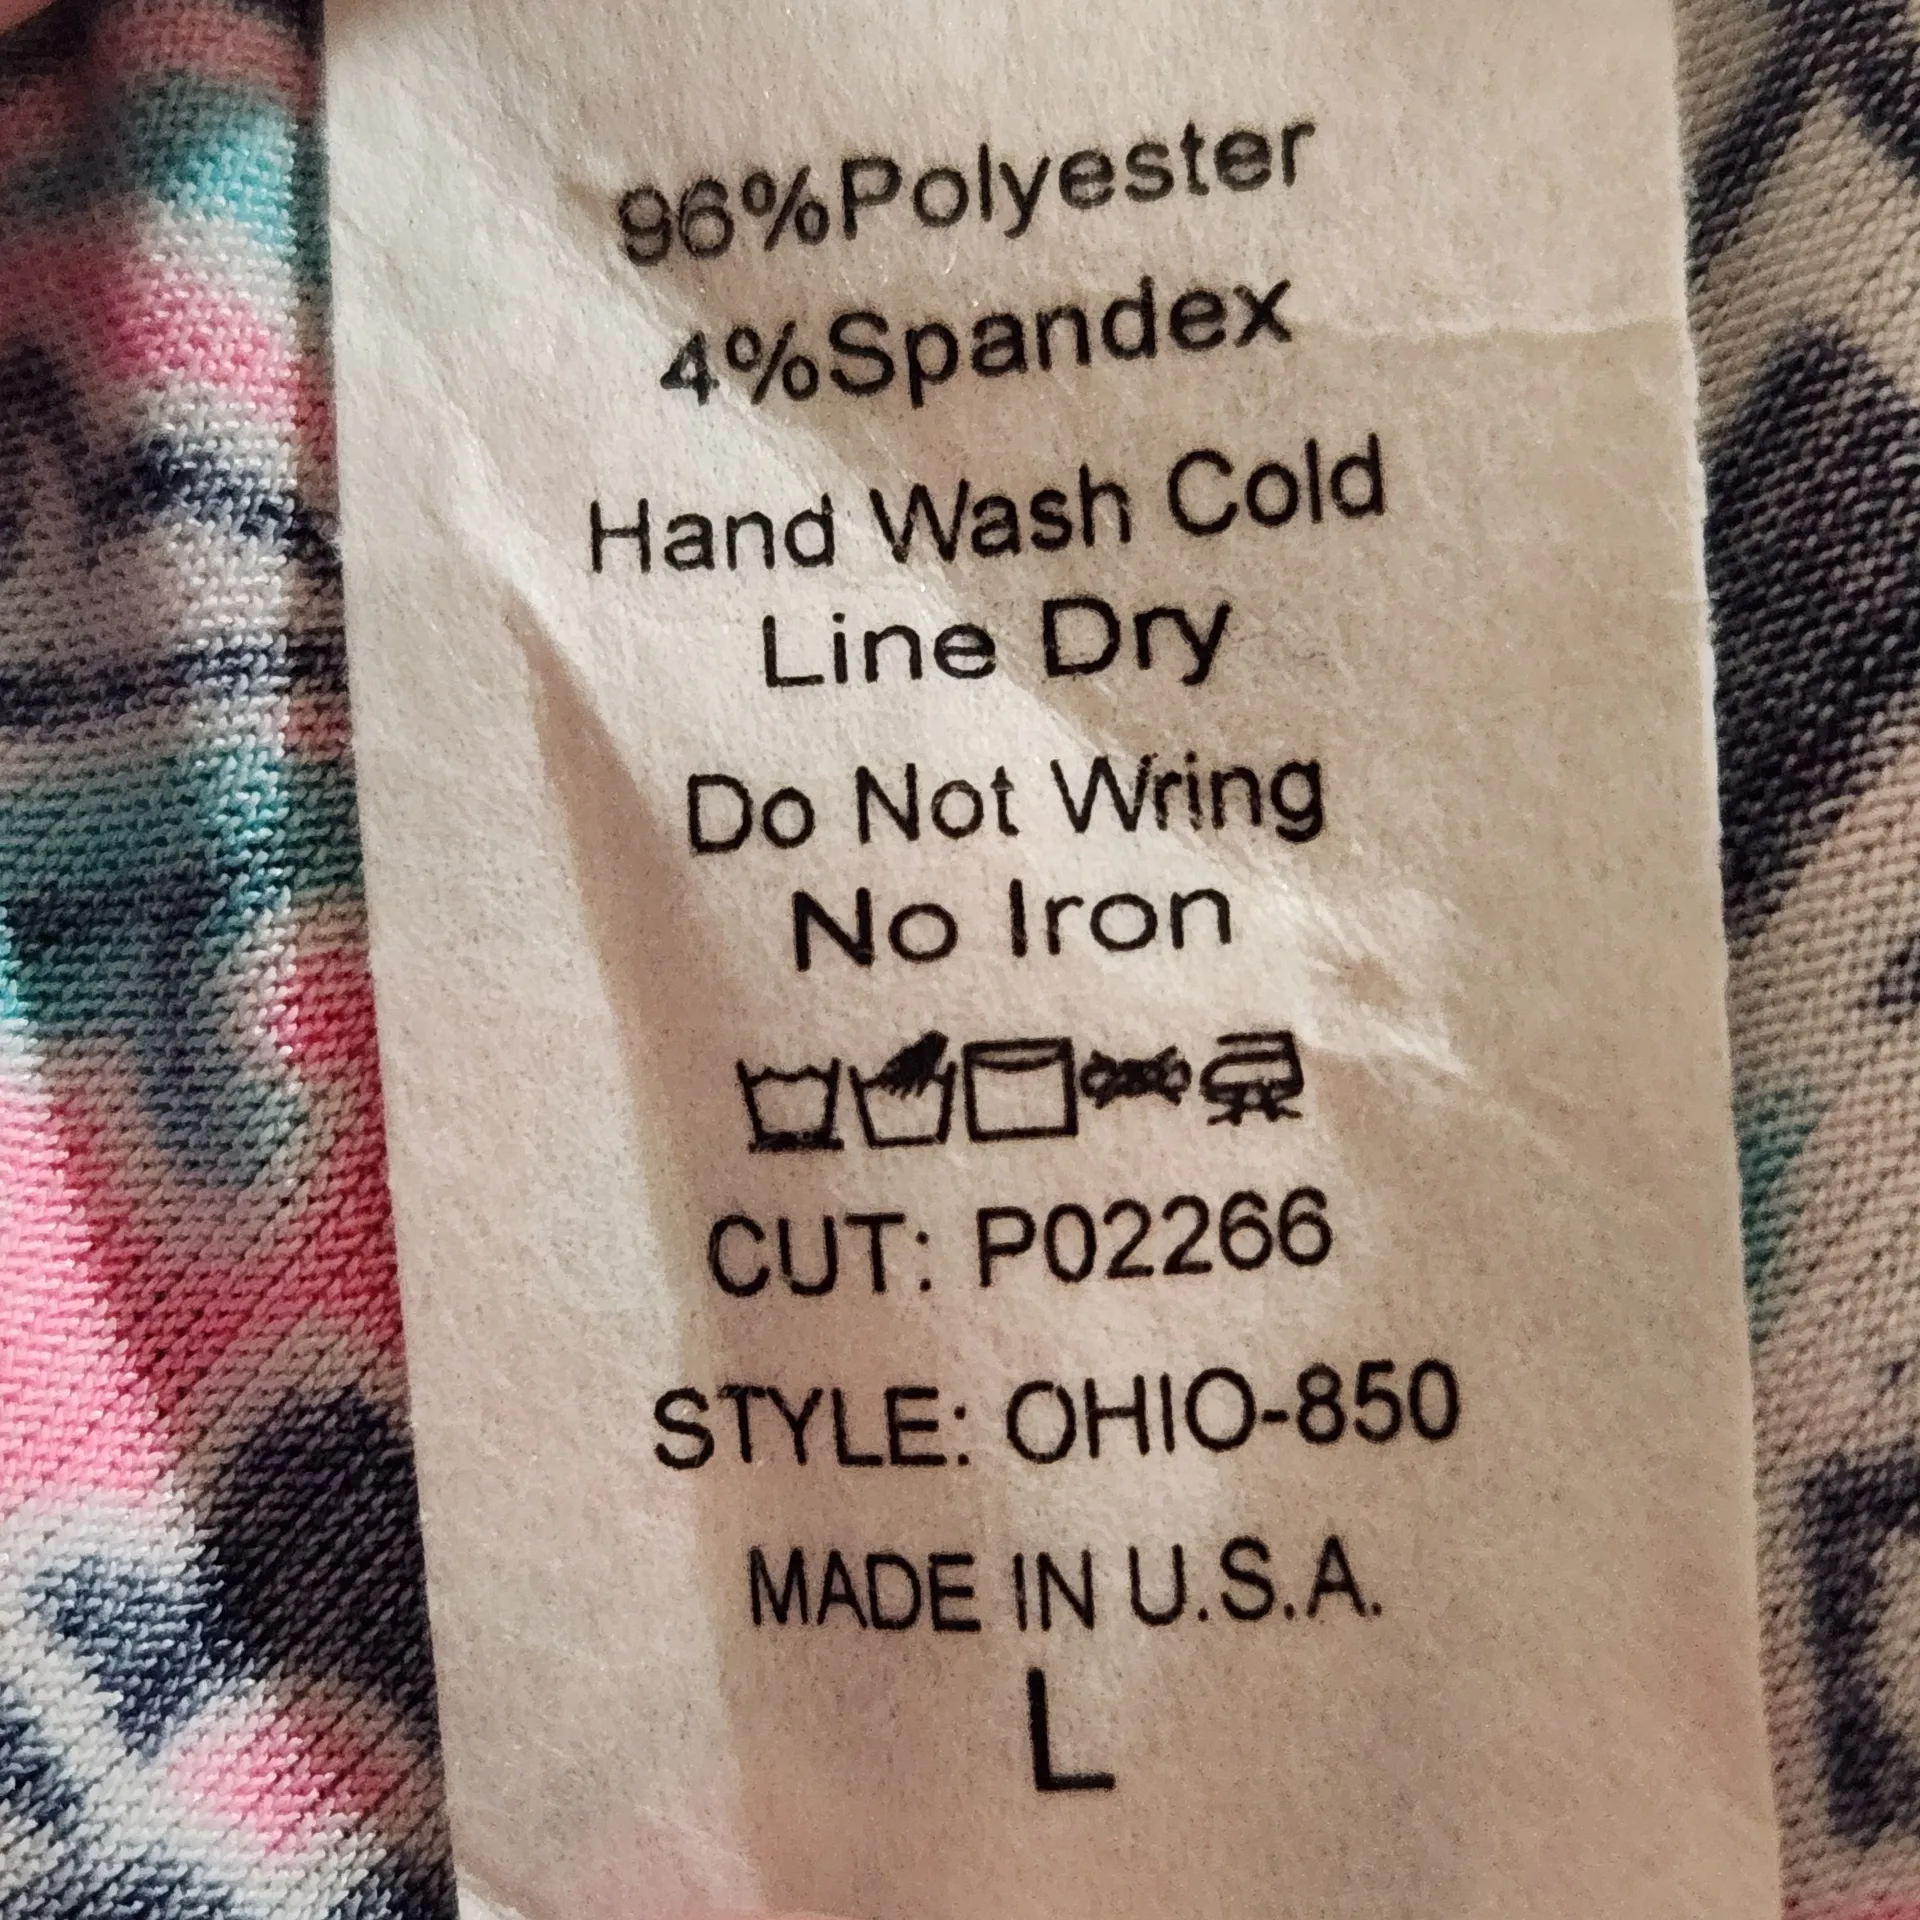 96%Polyester
4%Spandex
Hand Wash Cold
Line Dry
Do Not Wring
No Iron
CUT: P02266
STYLE: OHIO-850
MADE IN U.S.A.
L